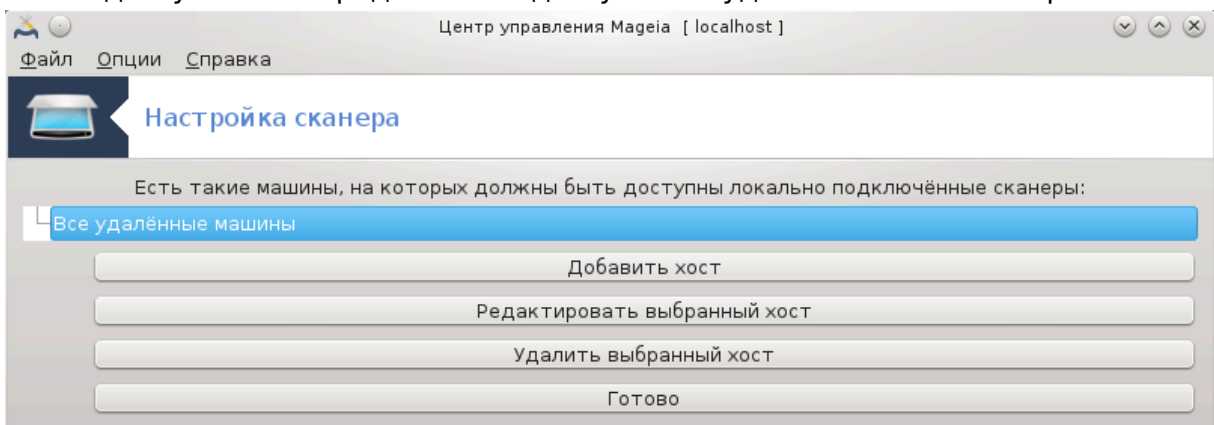 Центр управления Mageia [ localhost ]
Файл Опции Справка
Настройка сканера
Есть такие машины, на которых должны быть доступны локально подключённые сканеры:
Все удалённые машины
Добавить хост
Редактировать выбранный хост
Удалить выбранный хост
Готово